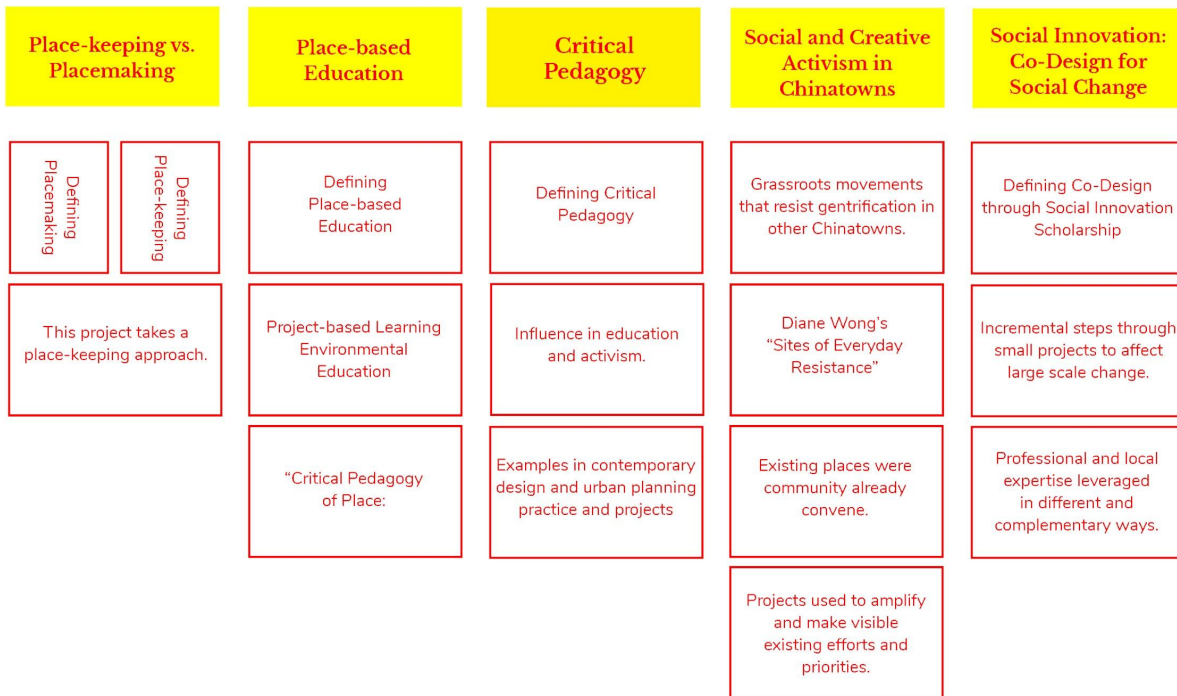 Place-keeping vs.
Placemaking
Place-based
Education
Critical
Pedagogy
Social and Creative
Activism in
Chinatowns
Social Innovation:
Co-Design for
Social Change
Defining
Placemaking
Defining
Place-keeping
This project takes a
place-keeping approach.
Defining
Place-based
Education
Project-based Learning
Environmental
Education
“Critical Pedagogy
of Place:
Defining Critical
Pedagogy
Influence in education
and activism.
Examples in contemporary
design and urban planning
practice and projects
Grassroots movements
that resist gentrification in
other Chinatowns.
Diane Wong’s
“Sites of Everyday
Resistance”
Existing places were
community already
convene.
Projects used to amplify
and make visible
existing efforts and
priorities.
Defining Co-Design
through Social Innovation
Scholarship
Incremental steps through
small projects to affect
large scale change.
Professional and local
expertise leveraged
in different and
complementary ways.